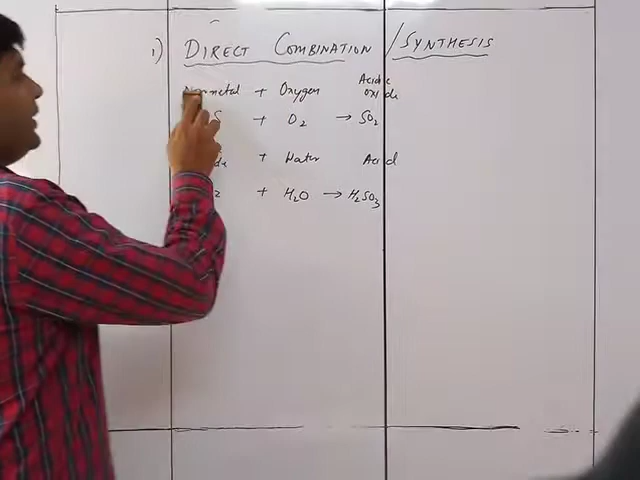 1) DIRECT COMBINATION / SYNTHESIS
+ Oxygen Acidic oxide
S + O2 → SO2
+ Water Acid
+ H2O → H2SO3